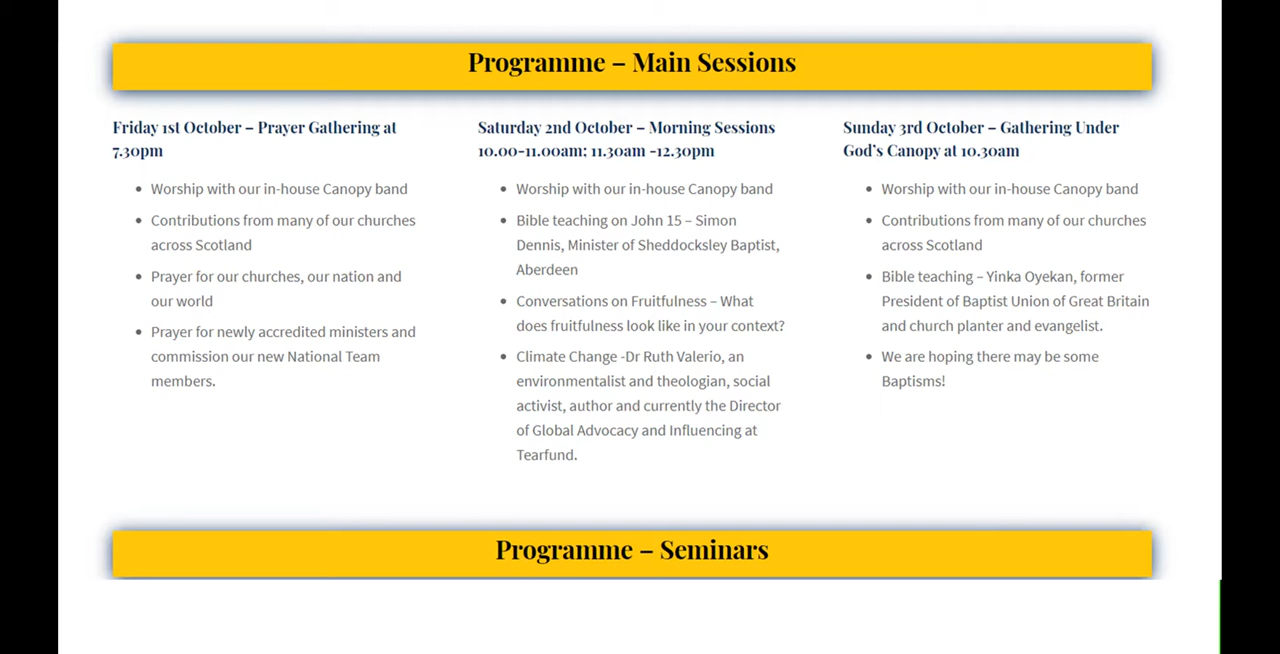 Programme – Main Sessions
Friday 1st October – Prayer Gathering at
7.30pm
• Worship with our in-house Canopy band
• Contributions from many of our churches
across Scotland
• Prayer for our churches, our nation and
our world
• Prayer for newly accredited ministers and
commission our new National Team
members.
Saturday 2nd October – Morning Sessions
10.00-11.00am; 11.30am -12.30pm
• Worship with our in-house Canopy band
• Bible teaching on John 15 – Simon
Dennis, Minister of Sheddocksley Baptist,
Aberdeen
• Conversations on Fruitfulness – What
does fruitfulness look like in your context?
• Climate Change -Dr Ruth Valerio, an
environmentalist and theologian, social
activist, author and currently the Director
of Global Advocacy and Influencing at
Tearfund.
Sunday 3rd October – Gathering Under
God's Canopy at 10.30am
• Worship with our in-house Canopy band
• Contributions from many of our churches
across Scotland
• Bible teaching – Yinka Oyekan, former
President of Baptist Union of Great Britain
and church planter and evangelist.
• We are hoping there may be some
Baptisms!
Programme – Seminars